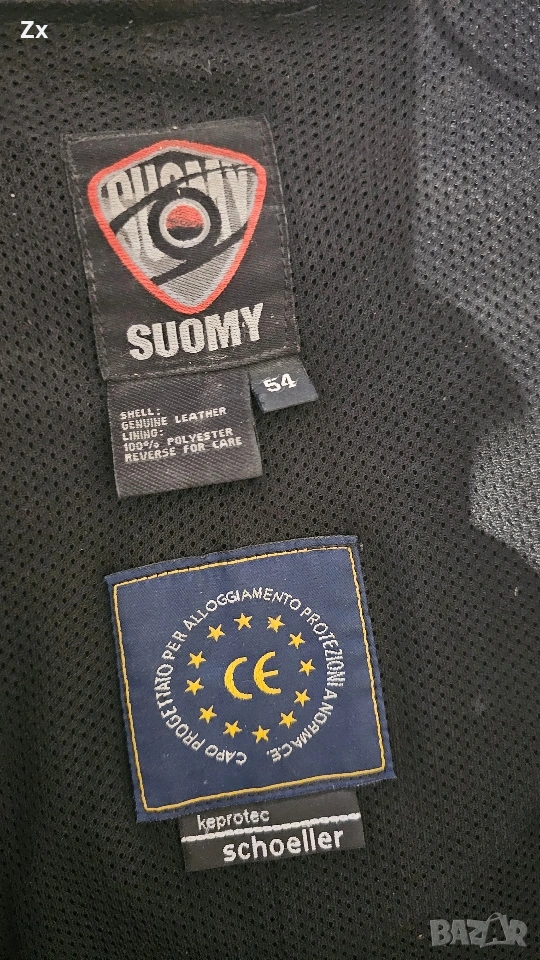 Zx
SUOMY
SUOMY
54
SHELL:
GENUINE LEATHER
LINING:
100% POLYESTER
REVERSE FOR CARE
CAPO PROGETTATO PER ALLOGGIAMENTO PROTEZIONI A NORMA C.E.
CE
keprotec
schoeller
BAZAR